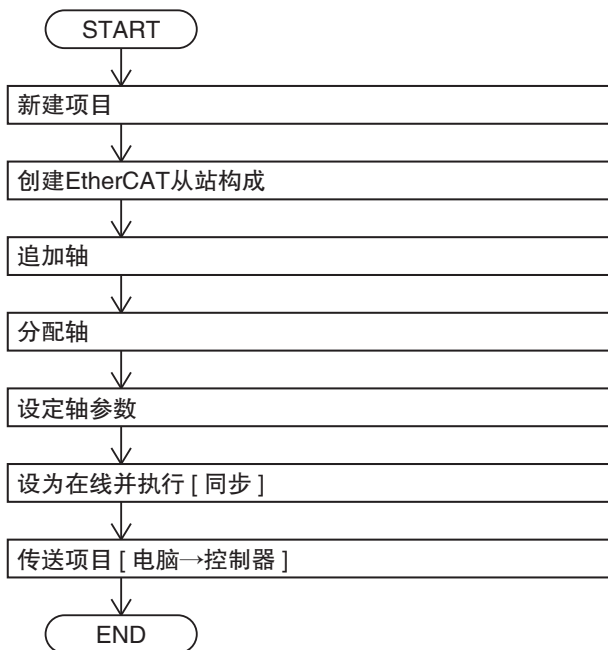 START
新建项目
创建EtherCAT从站构成
追加轴
分配轴
设定轴参数
设为在线并执行 [ 同步 ]
传送项目 [ 电脑→控制器 ]
END